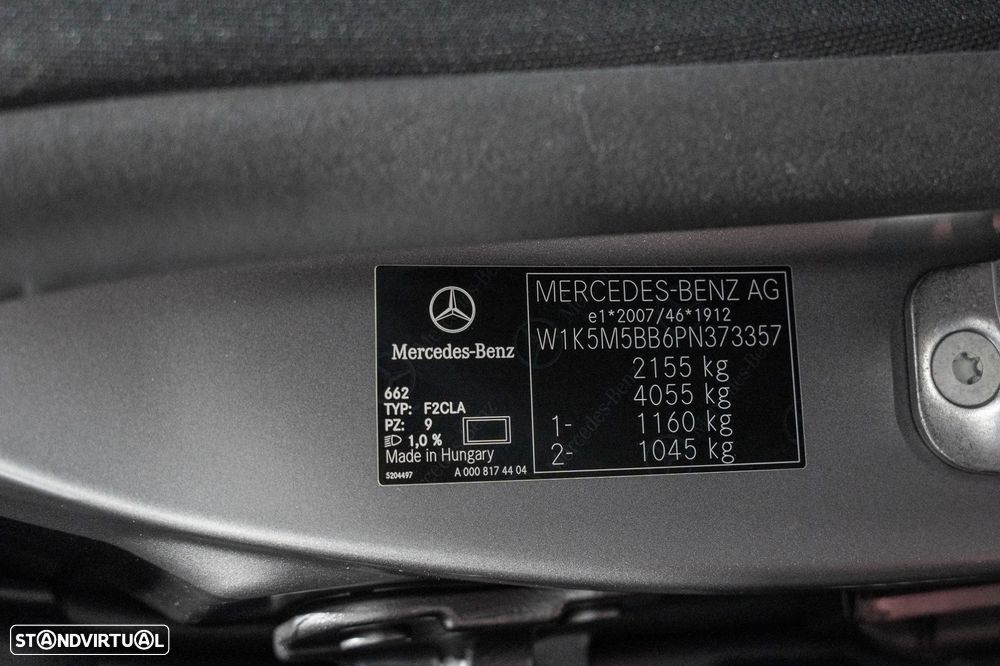 Mercedes-Benz
662
TYP: F2CLA
PZ: 9
1,0 %
Made in Hungary
5204497 A 000 817 44 04
MERCEDES-BENZ AG
e1*2007/46*1912
W1K5M5BB6PN373357
2155 kg
4055 kg
1- 1160 kg
2- 1045 kg
STANDVIRTUAL